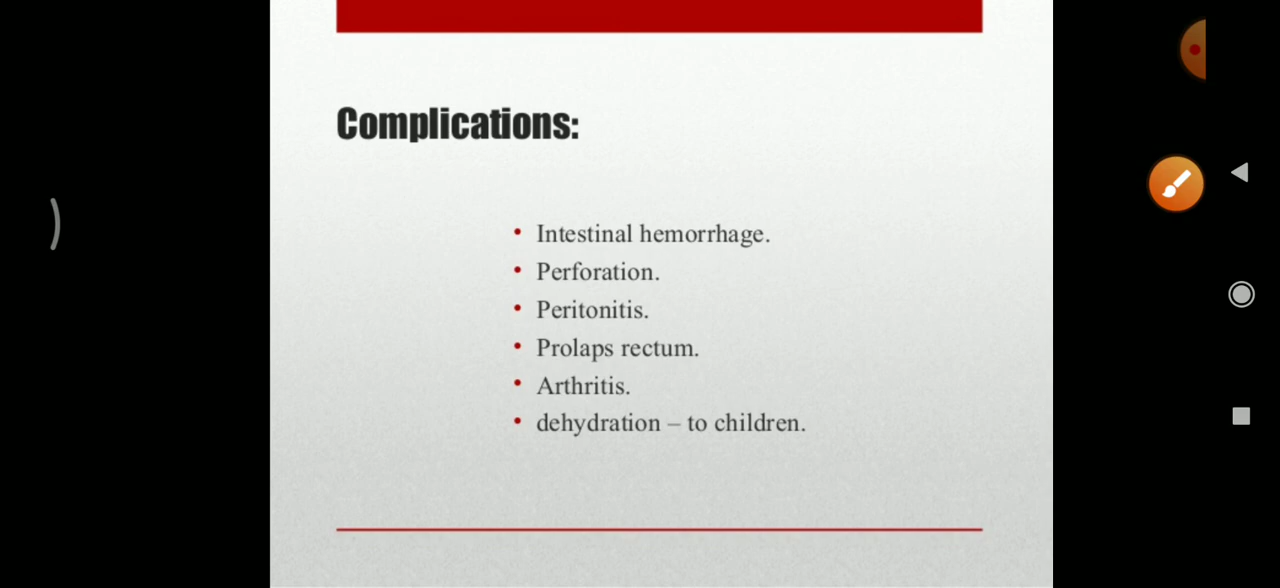 Complications:
• Intestinal hemorrhage.
• Perforation.
• Peritonitis.
• Prolaps rectum.
• Arthritis.
• dehydration – to children.